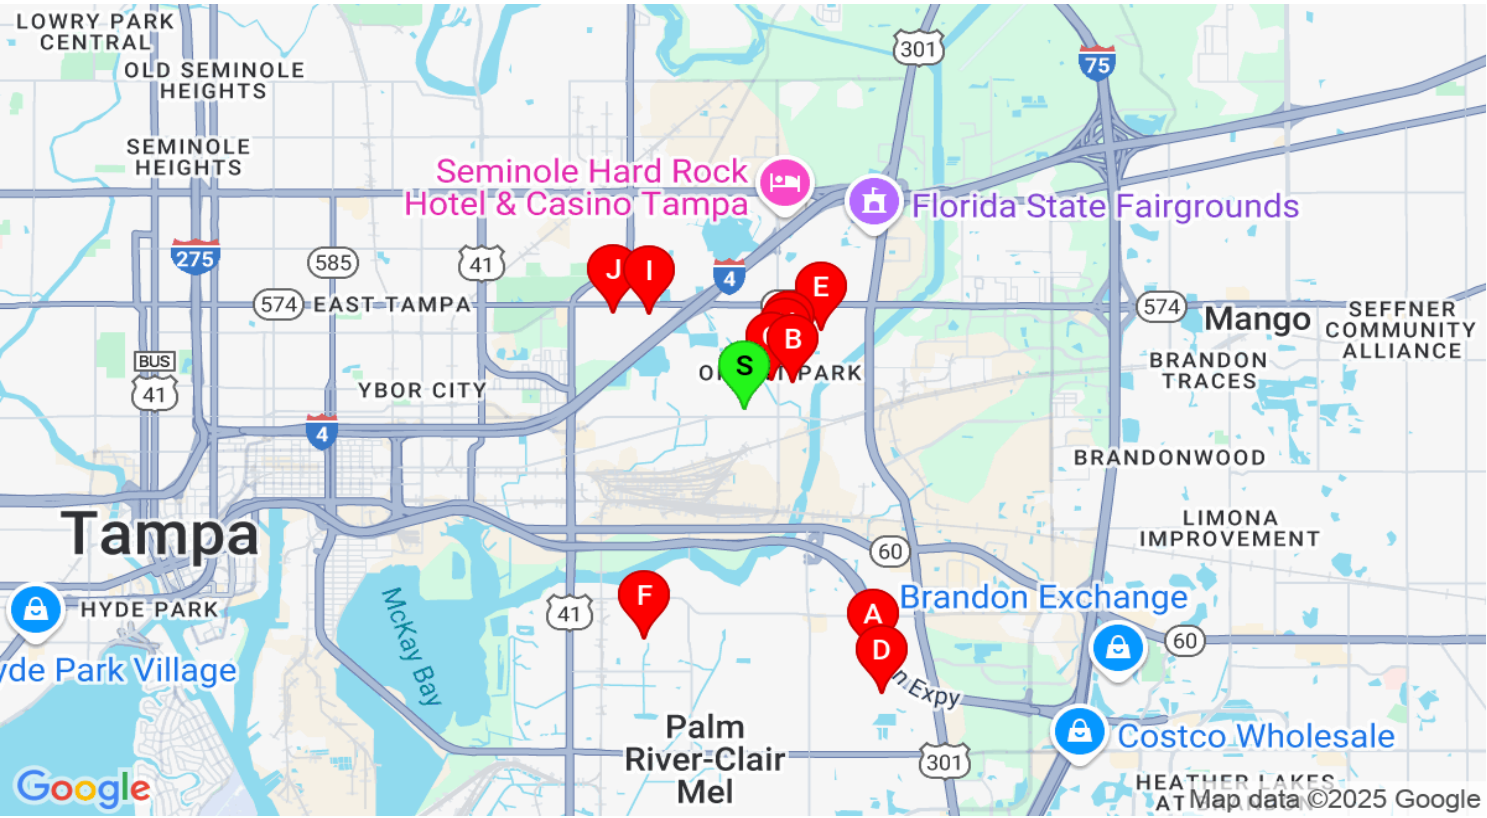 LOWRY PARK
CENTRAL
301
75
OLD SEMINOLE
HEIGHTS
SEMINOLE
HEIGHTS
Seminole Hard Rock
Hotel & Casino Tampa
Florida State Fairgrounds
275
585
41
J
I
4
E
574
EAST TAMPA
574
Mango
SEFFNER
COMMUNITY
ALLIANCE
B
BUS
41
S
PARK
BRANDON
TRACES
YBOR CITY
4
BRANDONWOOD
Tampa
LIMONA
IMPROVEMENT
60
HYDE PARK
McKay Bay
41
F
A
D
Brandon Exchange
60
yde Park Village
n Expy
Palm
River-Clair
Mel
301
Costco Wholesale
HEATHER LAKES
AT
Google
Map data ©2025 Google